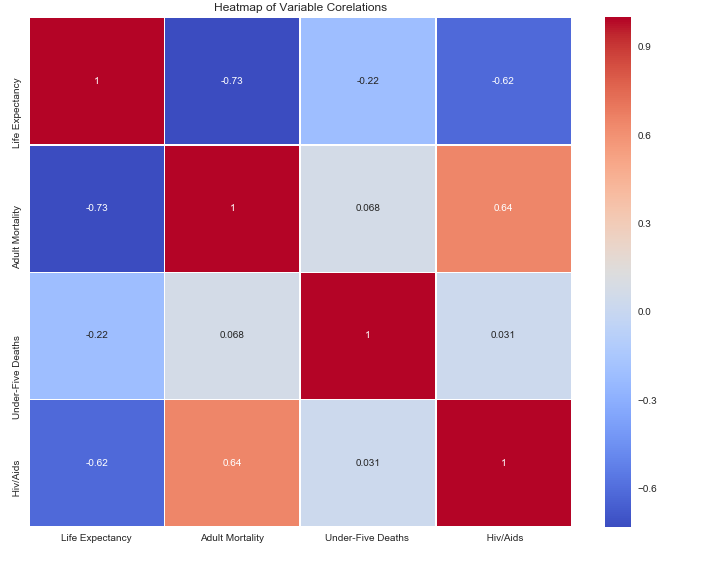 Heatmap of Variable Corelations
Life Expectancy
1
-0.73
-0.22
-0.62
Adult Mortality
-0.73
1
0.068
0.64
Under-Five Deaths
-0.22
0.068
1
0.031
Hiv/Aids
-0.62
0.64
0.031
1
Life Expectancy
Adult Mortality
Under-Five Deaths
Hiv/Aids
0.9
0.6
0.3
0.0
−0.3
−0.6